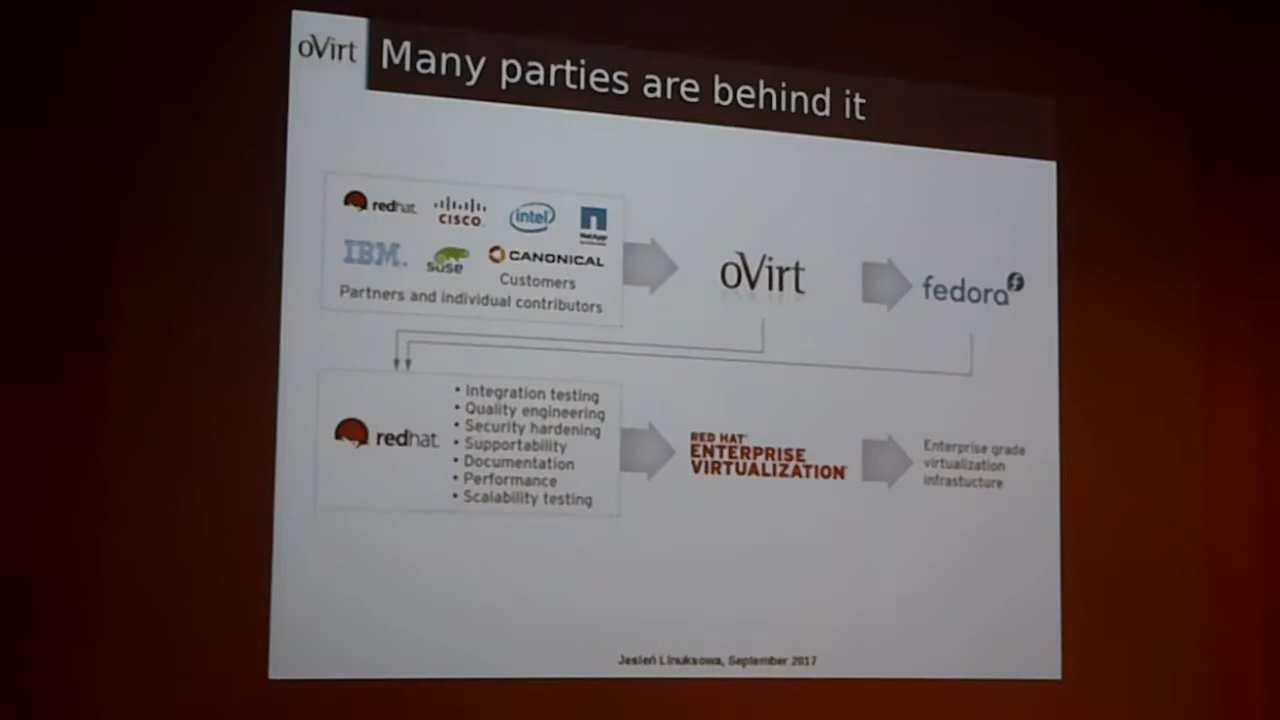 oVirt
Many parties are behind it
redhat.
CISCO.
intel
NetApp
IBM.
SUSE
CANONICAL
Customers
Partners and individual contributors
oVirt
fedora
redhat.
• Integration testing
• Quality engineering
• Security hardening
• Supportability
• Documentation
• Performance
• Scalability testing
RED HAT
ENTERPRISE
VIRTUALIZATION
Enterprise grade
virtualization
infrastucture
Jesień Linuksowa, September 2017